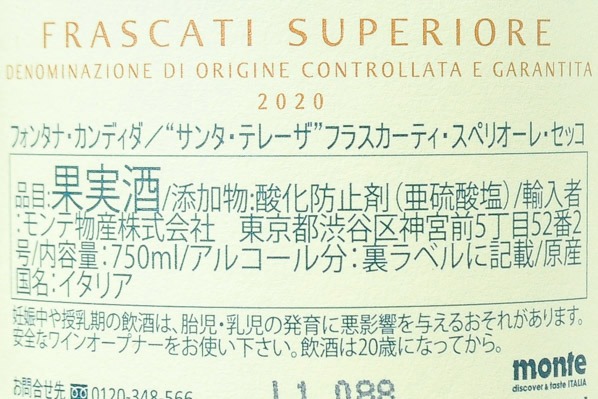 FRASCATI SUPERIORE
DENOMINAZIONE DI ORIGINE CONTROLLATA E GARANTITA
2020
フォンタナ・カンディダ/“サンタ・テレーザ”フラスカーティ・スペリオーレ・セッコ
品目:果実酒/添加物:酸化防止剤(亜硫酸塩)/輸入者
:モンテ物産株式会社 東京都渋谷区神宮前5丁目52番2
号/内容量:750ml/アルコール分:裏ラベルに記載/原産
国名:イタリア
妊娠中や授乳期の飲酒は、胎児・乳児の発育に悪影響を与えるおそれがあります。
安全なワインオープナーをお使い下さい。飲酒は20歳になってから。
monte
discover & taste ITALIA
お問合せ先 0120-348-566
L1 088